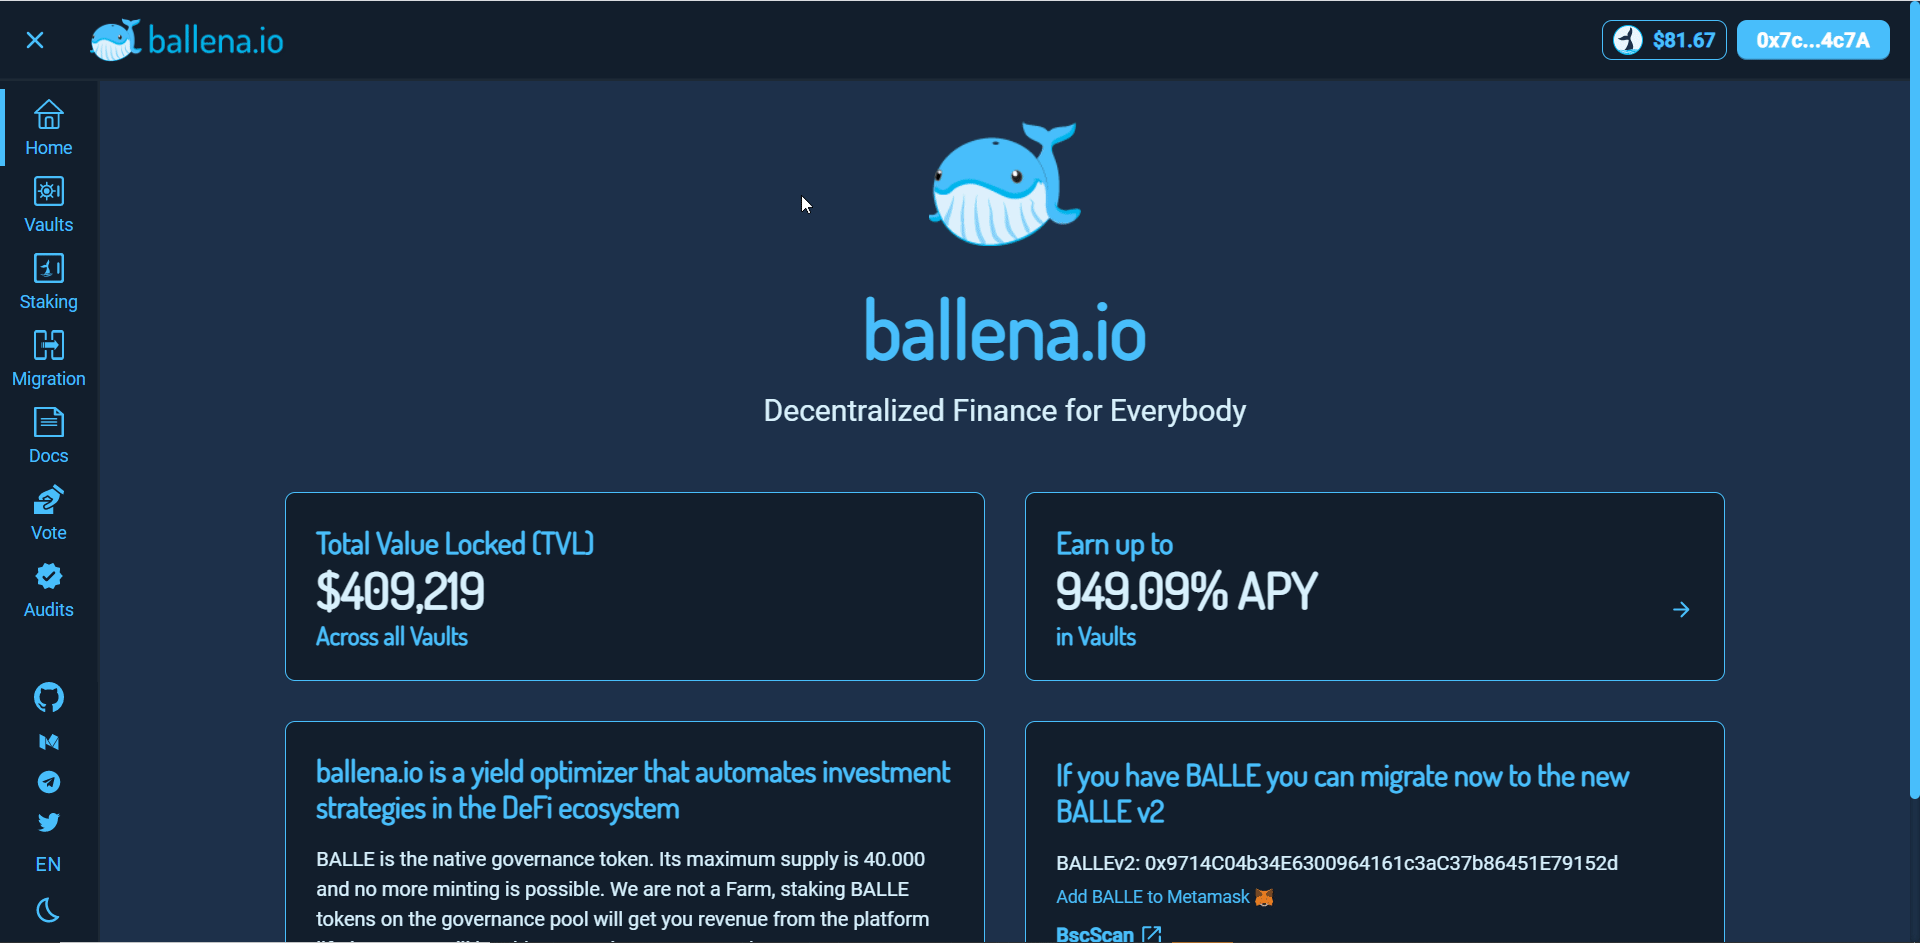 ballena.io
$81.67
0x7c...4c7A
Home
Vaults
Staking
Migration
Docs
Vote
Audits
EN
ballena.io
Decentralized Finance for Everybody
Total Value Locked (TVL)
$409,219
Across all Vaults
Earn up to
949.09% APY
in Vaults
ballena.io is a yield optimizer that automates investment
strategies in the DeFi ecosystem
BALLE is the native governance token. Its maximum supply is 40.000
and no more minting is possible. We are not a Farm, staking BALLE
tokens on the governance pool will get you revenue from the platform
If you have BALLE you can migrate now to the new
BALLE v2
BALLEv2: 0x9714C04b34E6300964161c3aC37b86451E79152d
Add BALLE to Metamask
BscScan